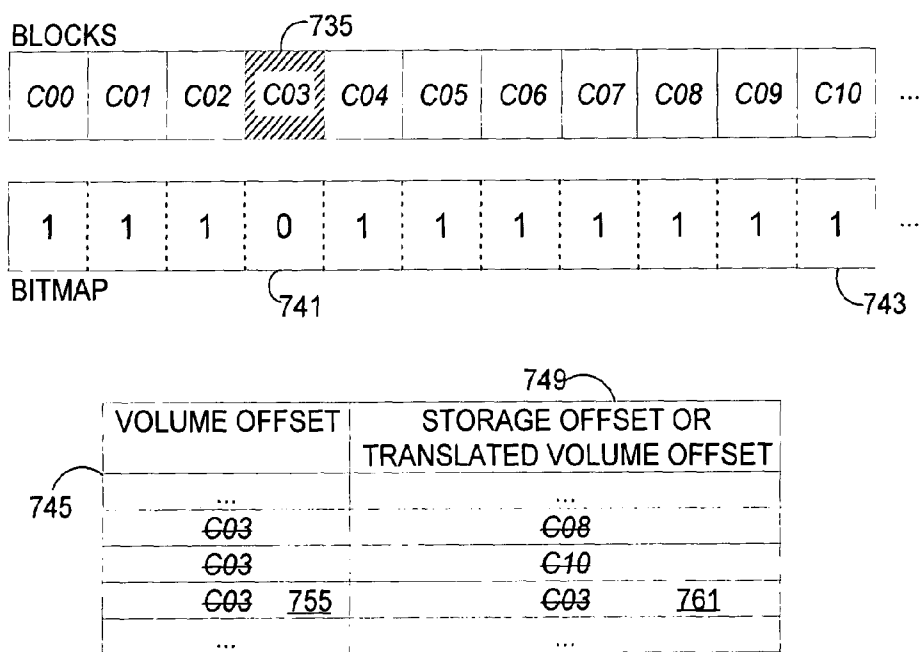 735
BLOCKS
C00 C01 C02 C03 C04 C05 C06 C07 C08 C09 C10 ...
1 1 1 0 1 1 1 1 1 1 1 ...
BITMAP
741
743
749
VOLUME OFFSET STORAGE OFFSET OR
TRANSLATED VOLUME OFFSET
745
... ...
C03 C08
C03 C10
C03 755 C03 761
... ...